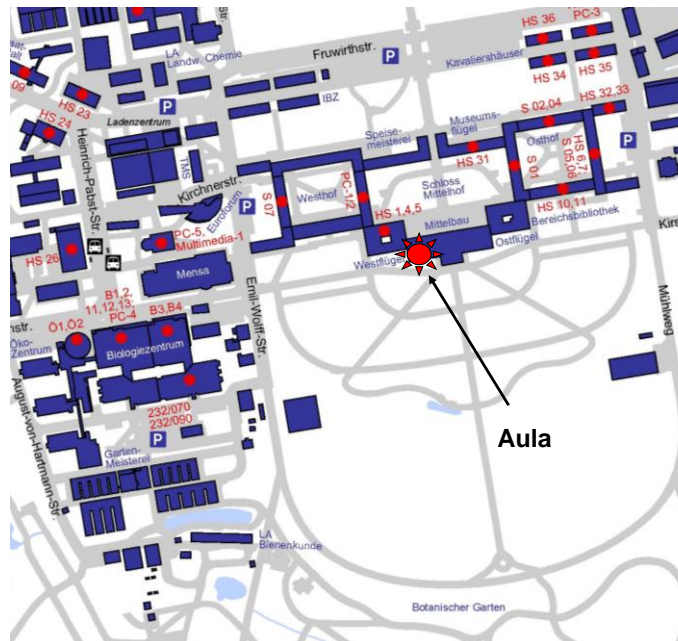 HS 36
PC-3
Str.
LA
Landw. Chemie
Fruwirthstr.
P
Kavaliershäuser
HS 34
HS 35
09
HS 23
HS 24
P
IBZ
Ladenzentrum
Heinrich-Pabst-Str.
TMS
Speise-
meisterei
Museums-
flügel
S 02,04
HS 32,33
Osthof
P
HS 31
S 01
HS 6,7;
S 05,06
Kirchnerstr.
S 07
Westhof
PC-1/2
Schloss
Mittelhof
HS 10,11
Bereichsbibliothek
Euroforum
P
HS 1,4,5
Mittelbau
Ostflügel
Westflügel
PC-5,
Multimedia-1
HS 26
Mensa
Emil-Wolff-Str.
Mühlweg
B1,2,
11,12,13;
PC-4
B3,B4
Ö1,Ö2
nstr.
Öko-
Zentrum
Biologiezentrum
August-von-Hartmann-Str.
232/070
232/090
P
Aula
Garten-
Meisterei
LA
Bienenkunde
Botanischer Garten